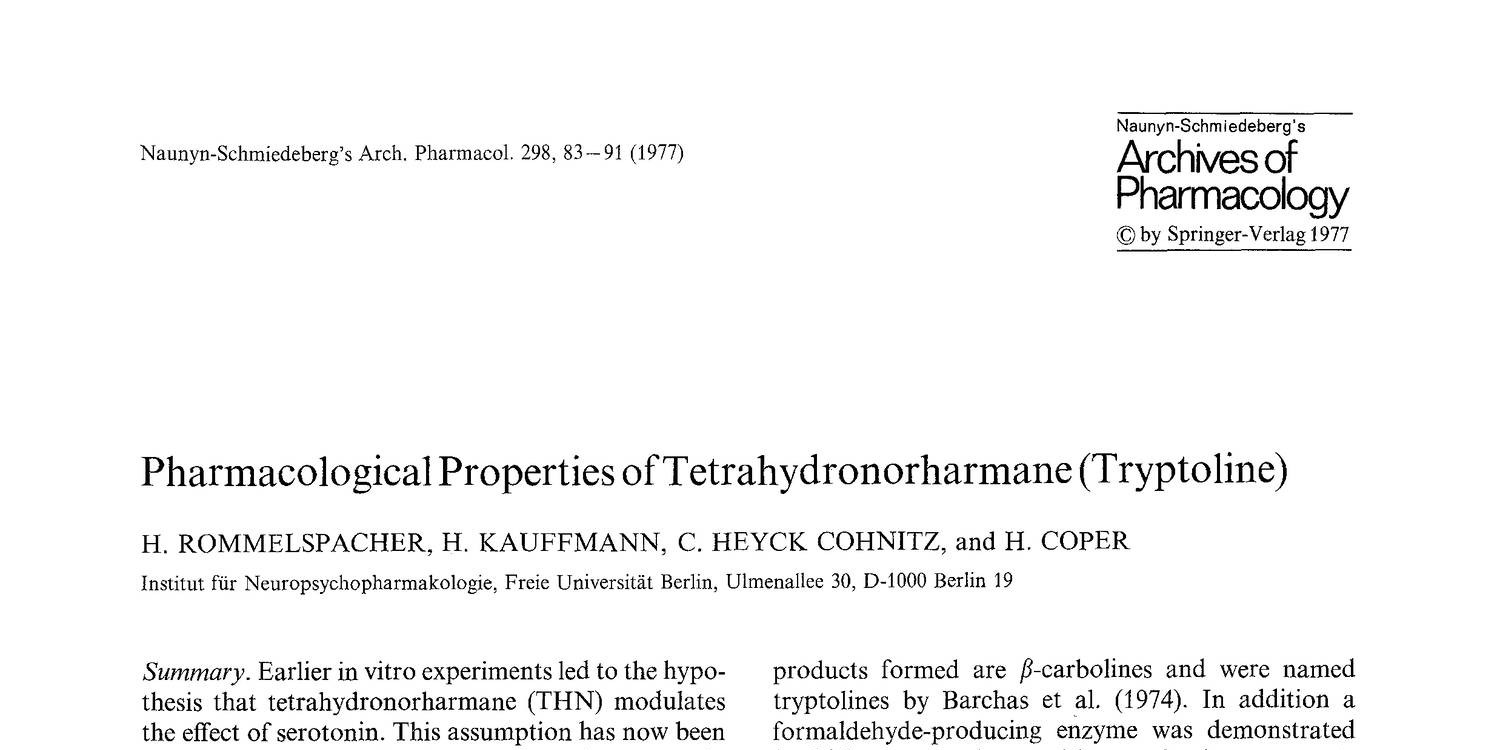 Naunyn-Schmiedeberg's Arch. Pharmacol. 298, 83–91 (1977)
Naunyn-Schmiedeberg's
Archives of
Pharmacology
© by Springer-Verlag 1977
Pharmacological Properties of Tetrahydronorharmane (Tryptoline)
H. ROMMELSPACHER, H. KAUFFMANN, C. HEYCK COHNITZ, and H. COPER
Institut für Neuropsychopharmakologie, Freie Universität Berlin, Ulmenallee 30, D-1000 Berlin 19
Summary. Earlier in vitro experiments led to the hypo-
thesis that tetrahydronorharmane (THN) modulates
the effect of serotonin. This assumption has now been
products formed are β-carbolines and were named
tryptolines by Barchas et al. (1974). In addition a
formaldehyde-producing enzyme was demonstrated